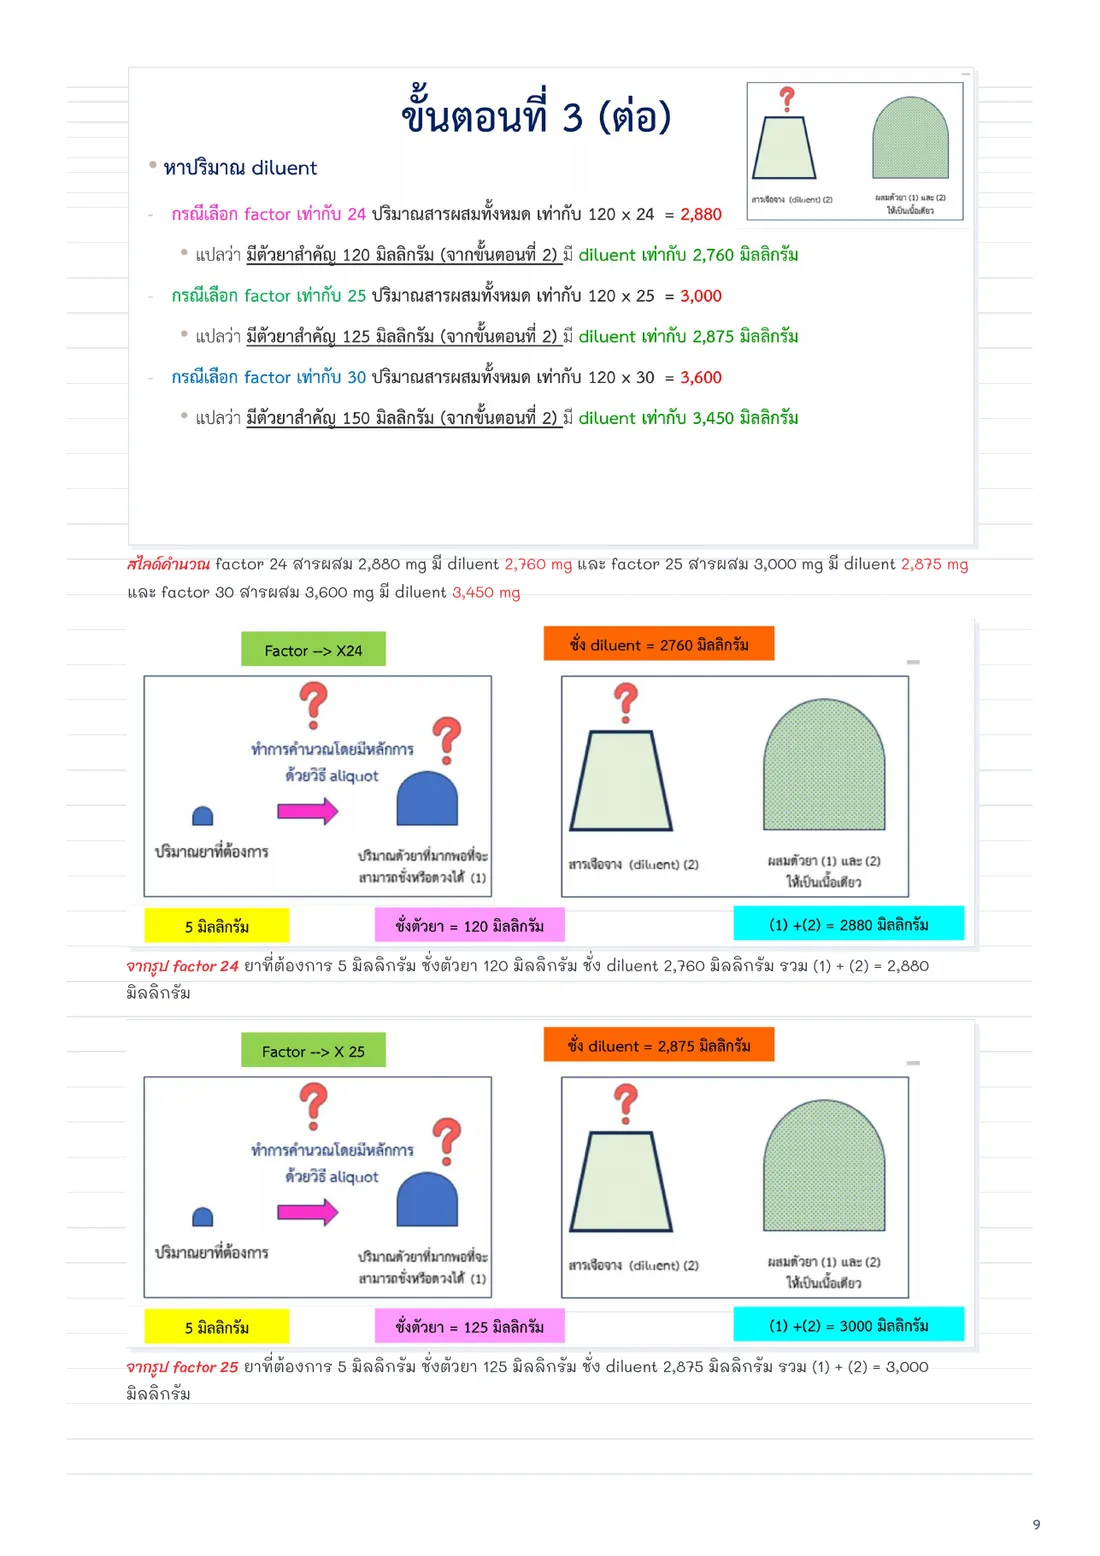 ขั้นตอนที่ 3 (ต่อ)
?
สารเจือจาง (diluent) (2)
ผสมตัวยา (1) และ (2)
ให้เป็นเนื้อเดียว
• หาปริมาณ diluent
- กรณีเลือก factor เท่ากับ 24 ปริมาณสารผสมทั้งหมด เท่ากับ 120 x 24 = 2,880
• แปลว่า มีตัวยาสำคัญ 120 มิลลิกรัม (จากขั้นตอนที่ 2) มี diluent เท่ากับ 2,760 มิลลิกรัม
- กรณีเลือก factor เท่ากับ 25 ปริมาณสารผสมทั้งหมด เท่ากับ 120 x 25 = 3,000
• แปลว่า มีตัวยาสำคัญ 125 มิลลิกรัม (จากขั้นตอนที่ 2) มี diluent เท่ากับ 2,875 มิลลิกรัม
- กรณีเลือก factor เท่ากับ 30 ปริมาณสารผสมทั้งหมด เท่ากับ 120 x 30 = 3,600
• แปลว่า มีตัวยาสำคัญ 150 มิลลิกรัม (จากขั้นตอนที่ 2) มี diluent เท่ากับ 3,450 มิลลิกรัม
สไลด์คำนวณ factor 24 สารผสม 2,880 mg มี diluent 2,760 mg และ factor 25 สารผสม 3,000 mg มี diluent 2,875 mg
และ factor 30 สารผสม 3,600 mg มี diluent 3,450 mg
Factor --> X24
ชั่ง diluent = 2760 มิลลิกรัม
?
?
ทำการคำนวณโดยมีหลักการ
ด้วยวิธี aliquot
ปริมาณยาที่ต้องการ
ปริมาณตัวยาที่มากพอที่จะ
สามารถชั่งหรือตวงได้ (1)
?
สารเจือจาง (diluent) (2)
ผสมตัวยา (1) และ (2)
ให้เป็นเนื้อเดียว
5 มิลลิกรัม
ชั่งตัวยา = 120 มิลลิกรัม
(1) +(2) = 2880 มิลลิกรัม
จากรูป factor 24 ยาที่ต้องการ 5 มิลลิกรัม ชั่งตัวยา 120 มิลลิกรัม ชั่ง diluent 2,760 มิลลิกรัม รวม (1) + (2) = 2,880
มิลลิกรัม
Factor --> X 25
ชั่ง diluent = 2,875 มิลลิกรัม
?
?
ทำการคำนวณโดยมีหลักการ
ด้วยวิธี aliquot
ปริมาณยาที่ต้องการ
ปริมาณตัวยาที่มากพอที่จะ
สามารถชั่งหรือตวงได้ (1)
?
สารเจือจาง (diluent) (2)
ผสมตัวยา (1) และ (2)
ให้เป็นเนื้อเดียว
5 มิลลิกรัม
ชั่งตัวยา = 125 มิลลิกรัม
(1) +(2) = 3000 มิลลิกรัม
จากรูป factor 25 ยาที่ต้องการ 5 มิลลิกรัม ชั่งตัวยา 125 มิลลิกรัม ชั่ง diluent 2,875 มิลลิกรัม รวม (1) + (2) = 3,000
มิลลิกรัม
9